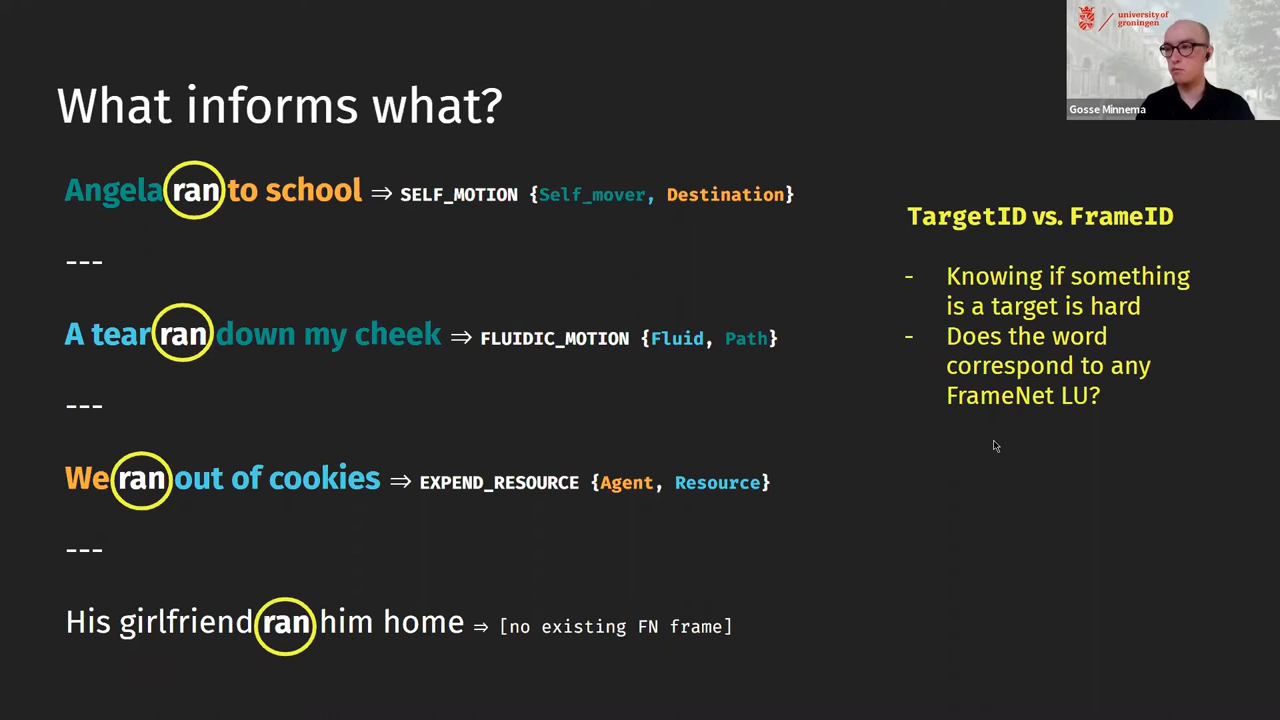 university of
groningen
Gosse Minnema
What informs what?
Angela ran to school ⇒ SELF_MOTION {Self_mover, Destination}
---
A tear ran down my cheek ⇒ FLUIDIC_MOTION {Fluid, Path}
---
We ran out of cookies ⇒ EXPEND_RESOURCE {Agent, Resource}
---
His girlfriend ran him home ⇒ [no existing FN frame]
TargetID vs. FrameID
- Knowing if something
is a target is hard
- Does the word
correspond to any
FrameNet LU?